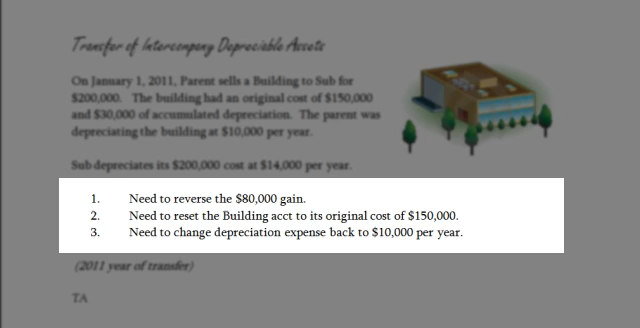 Transfer of Intercompany Depreciable Assets
On January 1, 2011, Parent sells a Building to Sub for
$200,000. The building had an original cost of $150,000
and $30,000 of accumulated depreciation. The parent was
depreciating the building at $10,000 per year.
Sub depreciates its $200,000 cost at $14,000 per year.
1. Need to reverse the $80,000 gain.
2. Need to reset the Building acct to its original cost of $150,000.
3. Need to change depreciation expense back to $10,000 per year.
(2011 year of transfer)
TA